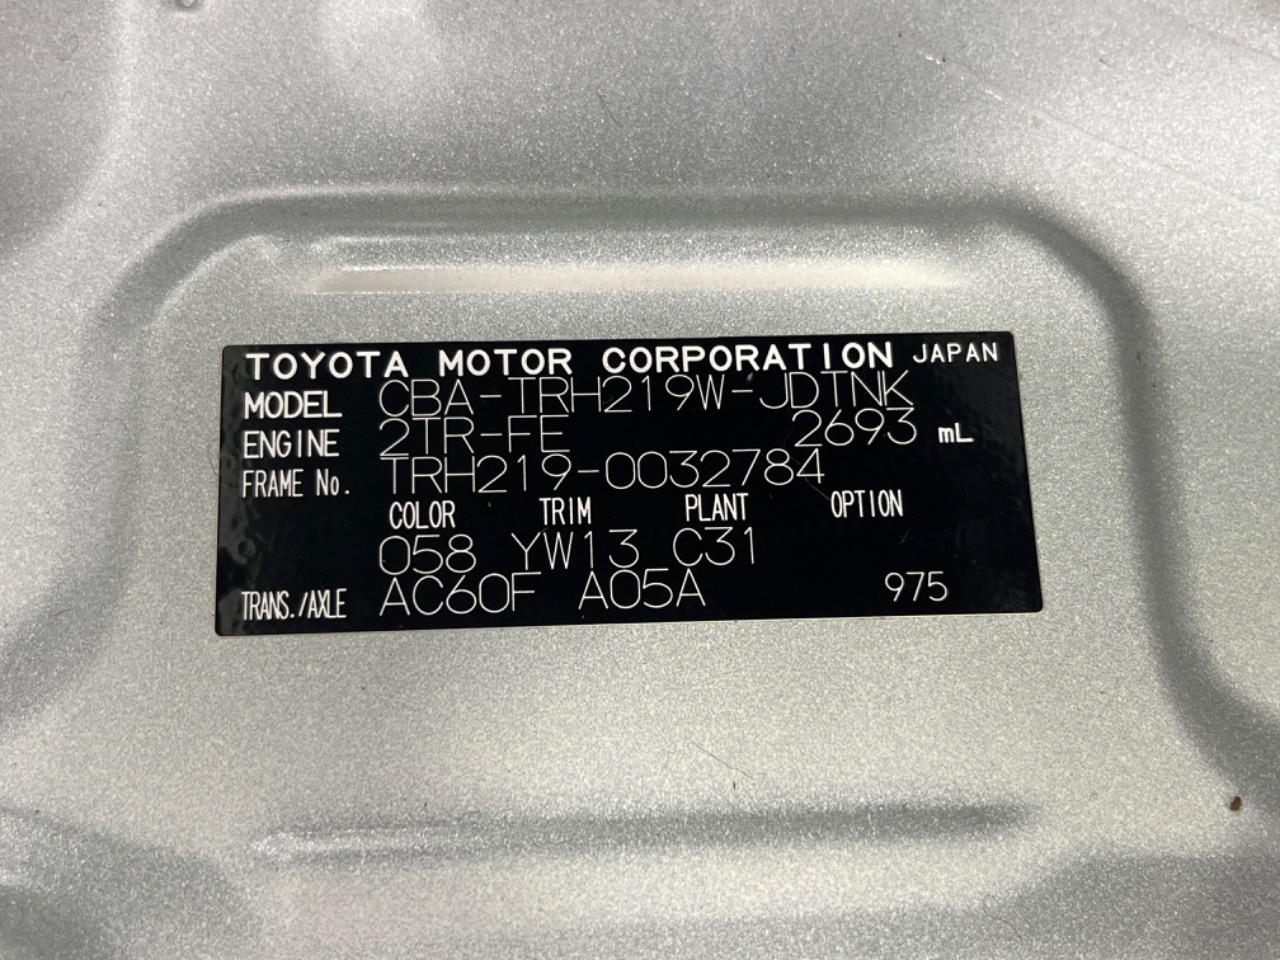 TOYOTA MOTOR CORPORATION JAPAN
MODEL CBA-TRH219W-JDTNK
ENGINE 2TR-FE 2693 mL
FRAME No. TRH219-0032784
COLOR TRIM PLANT OPTION
058 YW13 C31
TRANS./AXLE AC60F A05A 975